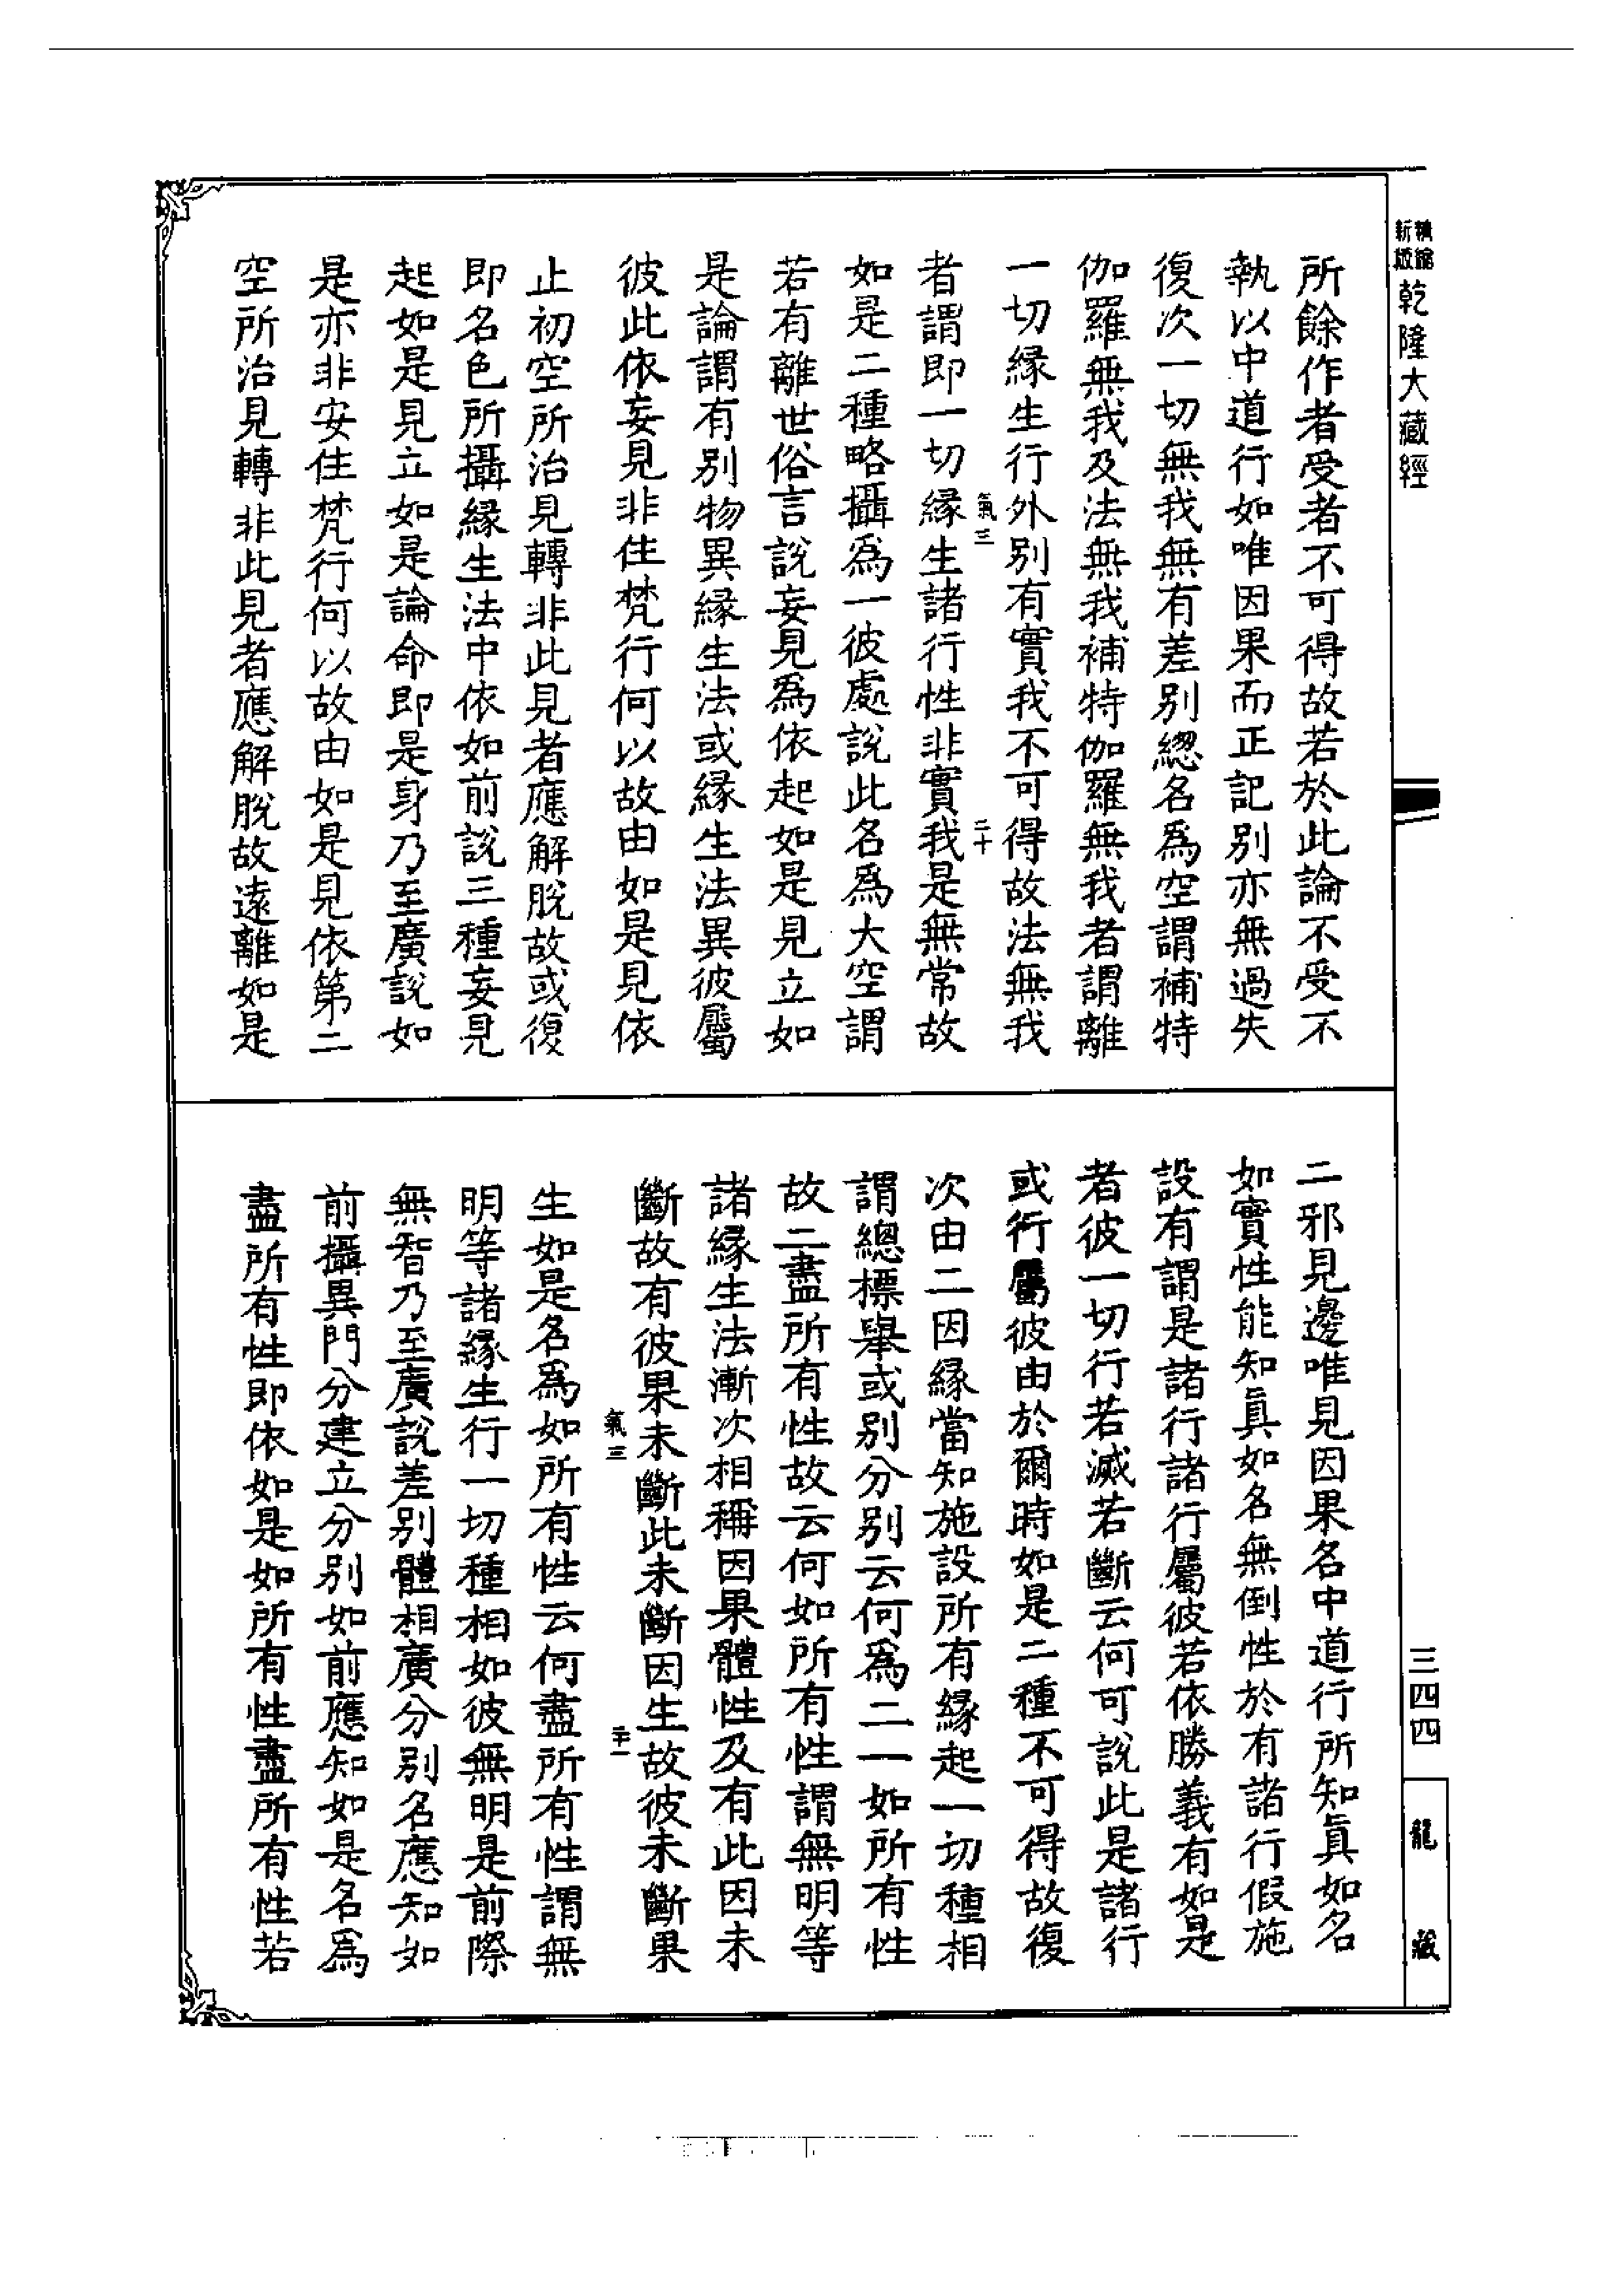 新精
版縮
乾隆大藏經
所餘作者受者不可得故若於此論不受不
執以中道行如唯因果而正記別亦無過失
復次一切無我無有差別總名爲空謂補特
伽羅無我及法無我補特伽羅無我者謂離
一切緣生行外別有實我不可得故法無我
氣三
二十
者謂即一切緣生諸行性非實我是無常故
如是二種略攝爲一彼處說此名爲大空謂
若有離世俗言說妄見爲依起如是見立如
是論謂有別物異緣生法或緣生法異彼屬
彼此依妄見非住梵行何以故由如是見依
止初空所治見轉非此見者應解脫故或復
即名色所攝緣生法中依如前說三種妄見
起如是見立如是論命即是身乃至廣說如
是亦非安住梵行何以故由如是見依第二
空所治見轉非此見者應解脫故遠離如是
二邪見邊唯見因果名中道行所知眞如名
如實性能知眞如名無倒性於有諸行假施
設有謂是諸行諸行屬彼若依勝義有如是
者彼一切行若滅若斷云何可說此是諸行
或行屬彼由於爾時如是二種不可得故復
次由二因緣當知施設所有緣起一切種相
謂總標舉或別分別云何爲二一如所有性
故二盡所有性故云何如所有性謂無明等
諸緣生法漸次相稱因果體性及有此因未
斷故有彼果未斷此未斷因生故彼未斷果
氣三
二十一
生如是名爲如所有性云何盡所有性謂無
明等諸緣生行一切種相如彼無明是前際
無智乃至廣說差別體相廣分別名應知如
前攝異門分建立分別如前應知如是名爲
盡所有性即依如是如所有性盡所有性若
三四四
龍藏